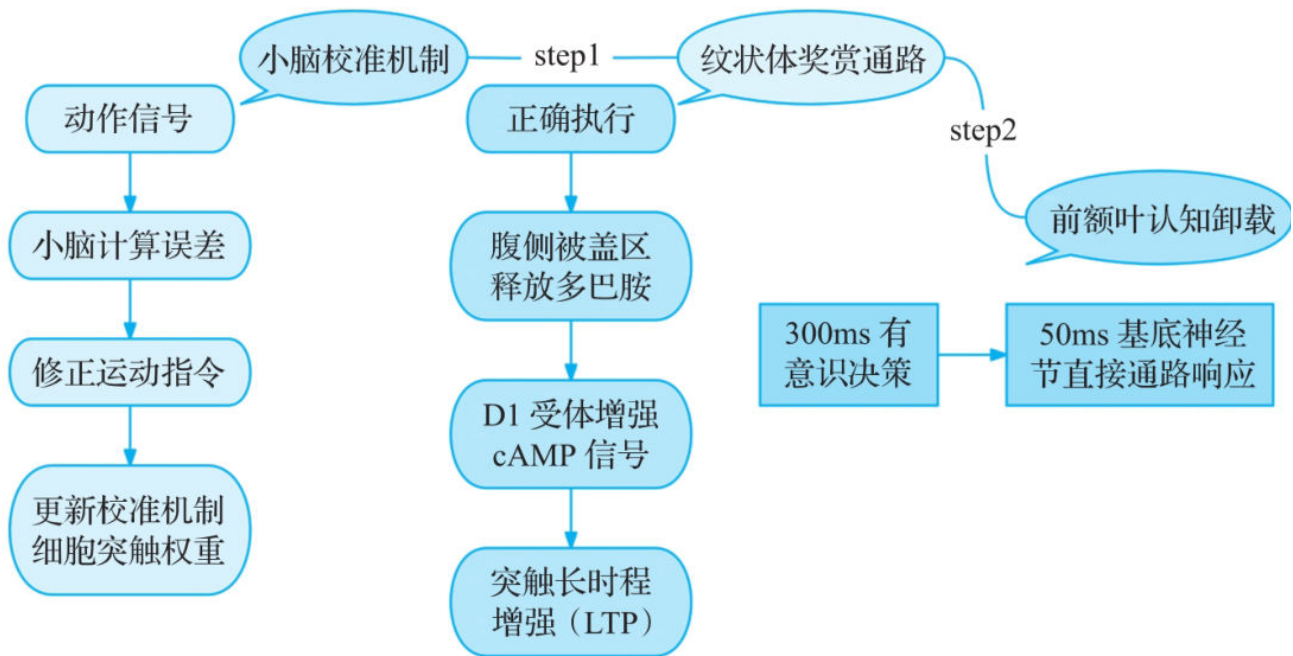 小脑校准机制
step1
纹状体奖赏通路
step2
前额叶认知卸载
动作信号
小脑计算误差
修正运动指令
更新校准机制
细胞突触权重
正确执行
腹侧被盖区
释放多巴胺
D1 受体增强
cAMP 信号
突触长时程
增强（LTP）
300ms 有
意识决策
50ms 基底神经
节直接通路响应